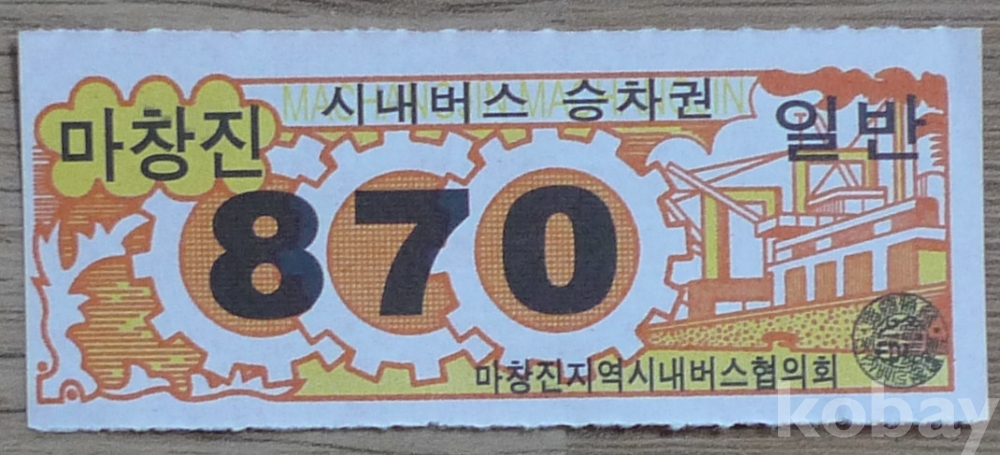 시내버스 승차권
마창진
일반
870
마창진지역시내버스협의회
kobay